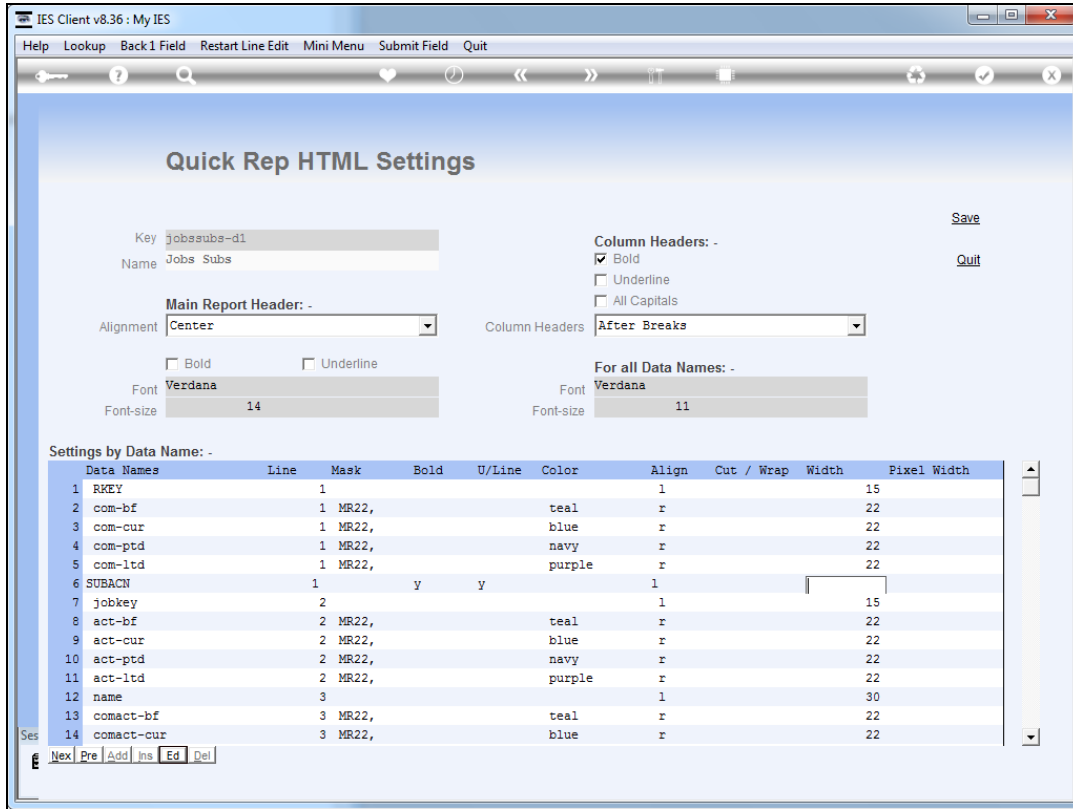 IES Client v8.36 : My IES
Help Lookup Back 1 Field Restart Line Edit Mini Menu Submit Field Quit
Quick Rep HTML Settings
Save
Key jobssubs-d1
Column Headers: -
Name Jobs Subs
Bold
Quit
Underline
Main Report Header: -
All Capitals
Alignment Center
Column Headers After Breaks
Bold Underline
For all Data Names: -
Font Verdana
Font Verdana
Font-size 14
Font-size 11
Settings by Data Name: -
Data Names Line Mask Bold U/Line Color Align Cut / Wrap Width Pixel Width
1 RKEY 1 l 15
2 com-bf 1 MR22, teal r 22
3 com-cur 1 MR22, blue r 22
4 com-ptd 1 MR22, navy r 22
5 com-ltd 1 MR22, purple r 22
6 SUBACN 1 y y l
7 jobkey 2 l 15
8 act-bf 2 MR22, teal r 22
9 act-cur 2 MR22, blue r 22
10 act-ptd 2 MR22, navy r 22
11 act-ltd 2 MR22, purple r 22
12 name 3 l 30
13 comact-bf 3 MR22, teal r 22
14 comact-cur 3 MR22, blue r 22
Ses
Nex Pre Add Ins Ed Del